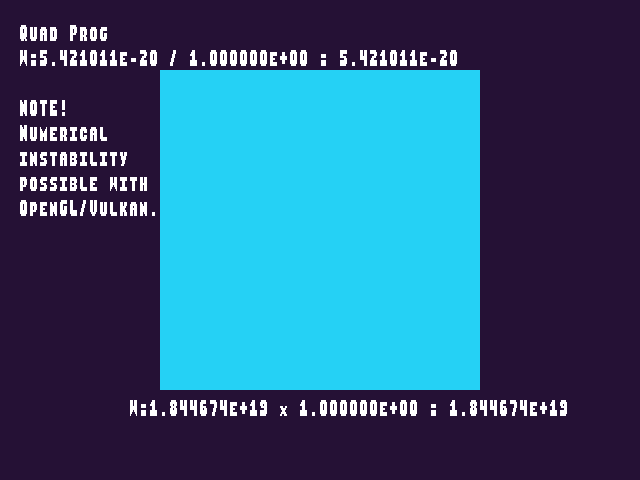 Quad Prog
W:5.421011e-20 / 1.000000e+00 : 5.421011e-20
NOTE!
Numerical
instability
possible with
OpenGL/Vulkan.
W:1.844674e+19 x 1.000000e+00 : 1.844674e+19